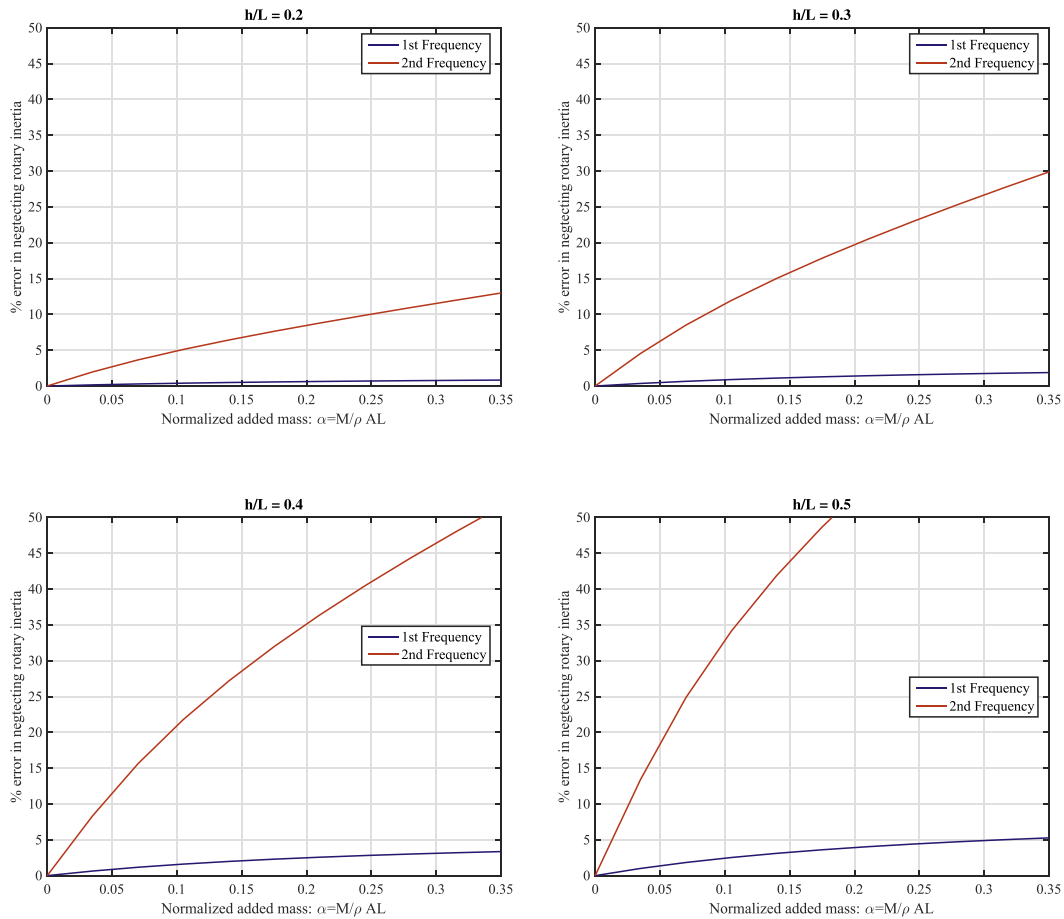 h/L = 0.2
50
45
40
35
30
25
20
15
10
5
0
% error in negtecting rotary inertia
1st Frequency
2nd Frequency
0 0.05 0.1 0.15 0.2 0.25 0.3 0.35
Normalized added mass: α=M/ρ AL
h/L = 0.3
50
45
40
35
30
25
20
15
10
5
0
% error in negtecting rotary inertia
1st Frequency
2nd Frequency
0 0.05 0.1 0.15 0.2 0.25 0.3 0.35
Normalized added mass: α=M/ρ AL
h/L = 0.4
50
45
40
35
30
25
20
15
10
5
0
% error in negtecting rotary inertia
1st Frequency
2nd Frequency
0 0.05 0.1 0.15 0.2 0.25 0.3 0.35
Normalized added mass: α=M/ρ AL
h/L = 0.5
50
45
40
35
30
25
20
15
10
5
0
% error in negtecting rotary inertia
1st Frequency
2nd Frequency
0 0.05 0.1 0.15 0.2 0.25 0.3 0.35
Normalized added mass: α=M/ρ AL